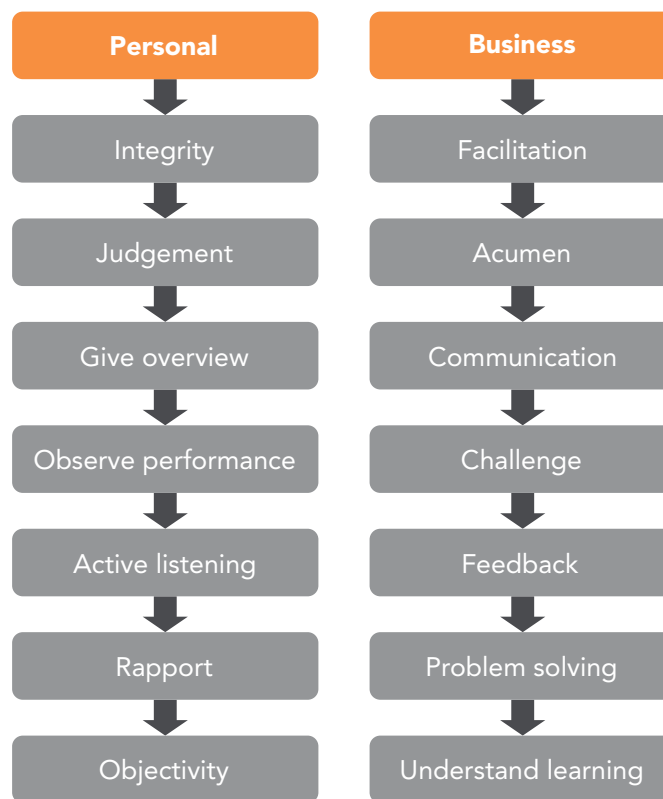 Personal
Integrity
Judgement
Give overview
Observe performance
Active listening
Rapport
Objectivity
Business
Facilitation
Acumen
Communication
Challenge
Feedback
Problem solving
Understand learning